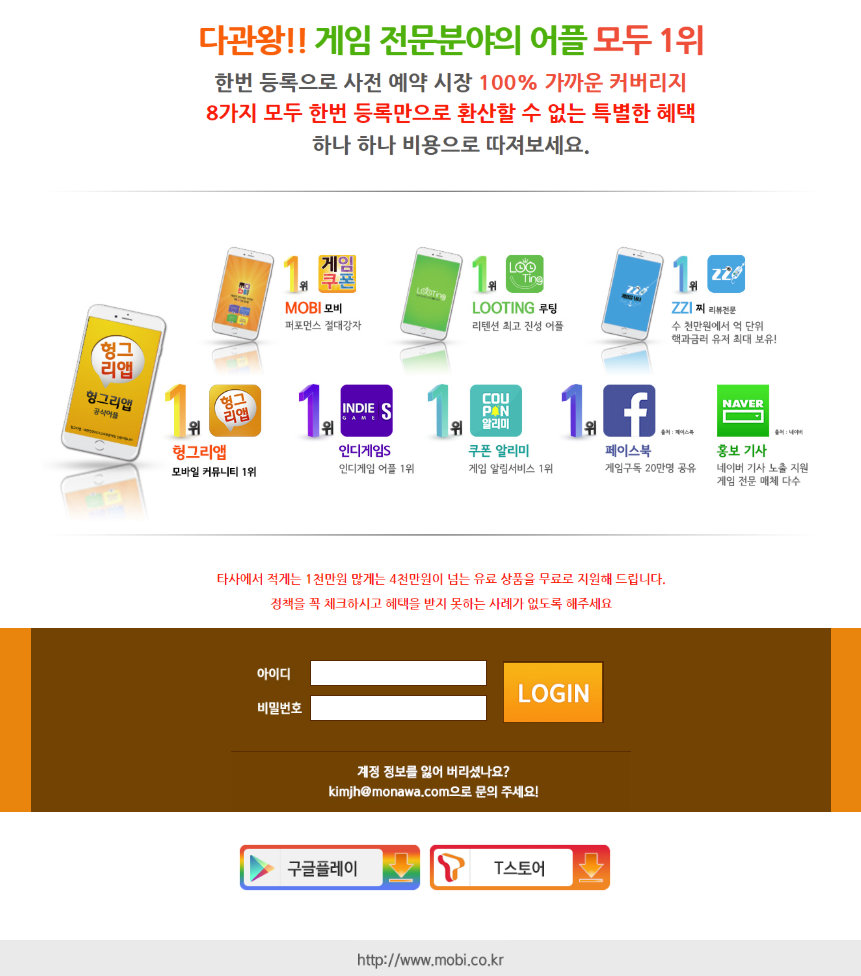 다관왕!! 게임 전문분야의 어플 모두 1위
한번 등록으로 사전 예약 시장 100% 가까운 커버리지
8가지 모두 한번 등록만으로 환산할 수 없는 특별한 혜택
하나 하나 비용으로 따져보세요.
1위
게임
쿠폰
MOBI 모비
퍼포먼스 절대강자
LOOTing
1위
LOOTing
LOOTING 루팅
리텐션 최고 진성 어플
1위
ZZI
ZZI 찌 리뷰전문
수 천만원에서 억 단위
핵과금러 유저 최대 보유!
헝그
리앱
헝그리앱
공식어플
1위
헝그
리앱
헝그리앱
모바일 커뮤니티 1위
1위
INDIE S
GAMES
인디게임S
인디게임 어플 1위
1위
COU
PAN
알리미
쿠폰 알리미
게임 알림서비스 1위
1위
f
출처 : 페이스북
페이스북
게임구독 20만명 공유
NAVER
출처 : 네이버
홍보 기사
네이버 기사 노출 지원
게임 전문 매체 다수
타사에서 적게는 1천만원 많게는 4천만원이 넘는 유료 상품을 무료로 지원해 드립니다.
정책을 꼭 체크하시고 혜택을 받지 못하는 사례가 없도록 해주세요
아이디
비밀번호
LOGIN
계정 정보를 잃어 버리셨나요?
kimjh@monawa.com으로 문의 주세요!
구글플레이
T스토어
http://www.mobi.co.kr